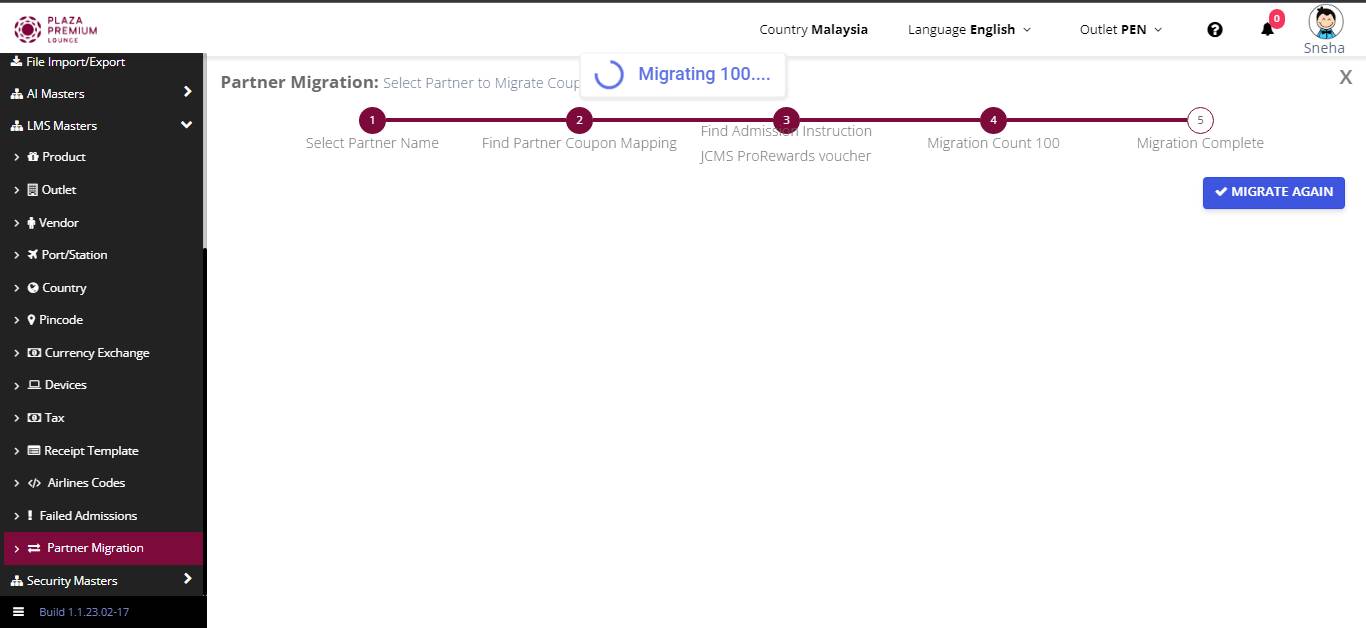 PLAZA
PREMIUM
LOUNGE
Country Malaysia
Language English
Outlet PEN
?
0
Sneha
File Import/Export
AI Masters
LMS Masters
Product
Outlet
Vendor
Port/Station
Country
Pincode
Currency Exchange
Devices
Tax
Receipt Template
Airlines Codes
Failed Admissions
Partner Migration
Security Masters
Build 1.1.23.02-17
Partner Migration: Select Partner to Migrate Coup
Migrating 100....
X
1
2
3
4
5
Select Partner Name
Find Partner Coupon Mapping
Find Admission Instruction
JCMS ProRewards voucher
Migration Count 100
Migration Complete
MIGRATE AGAIN